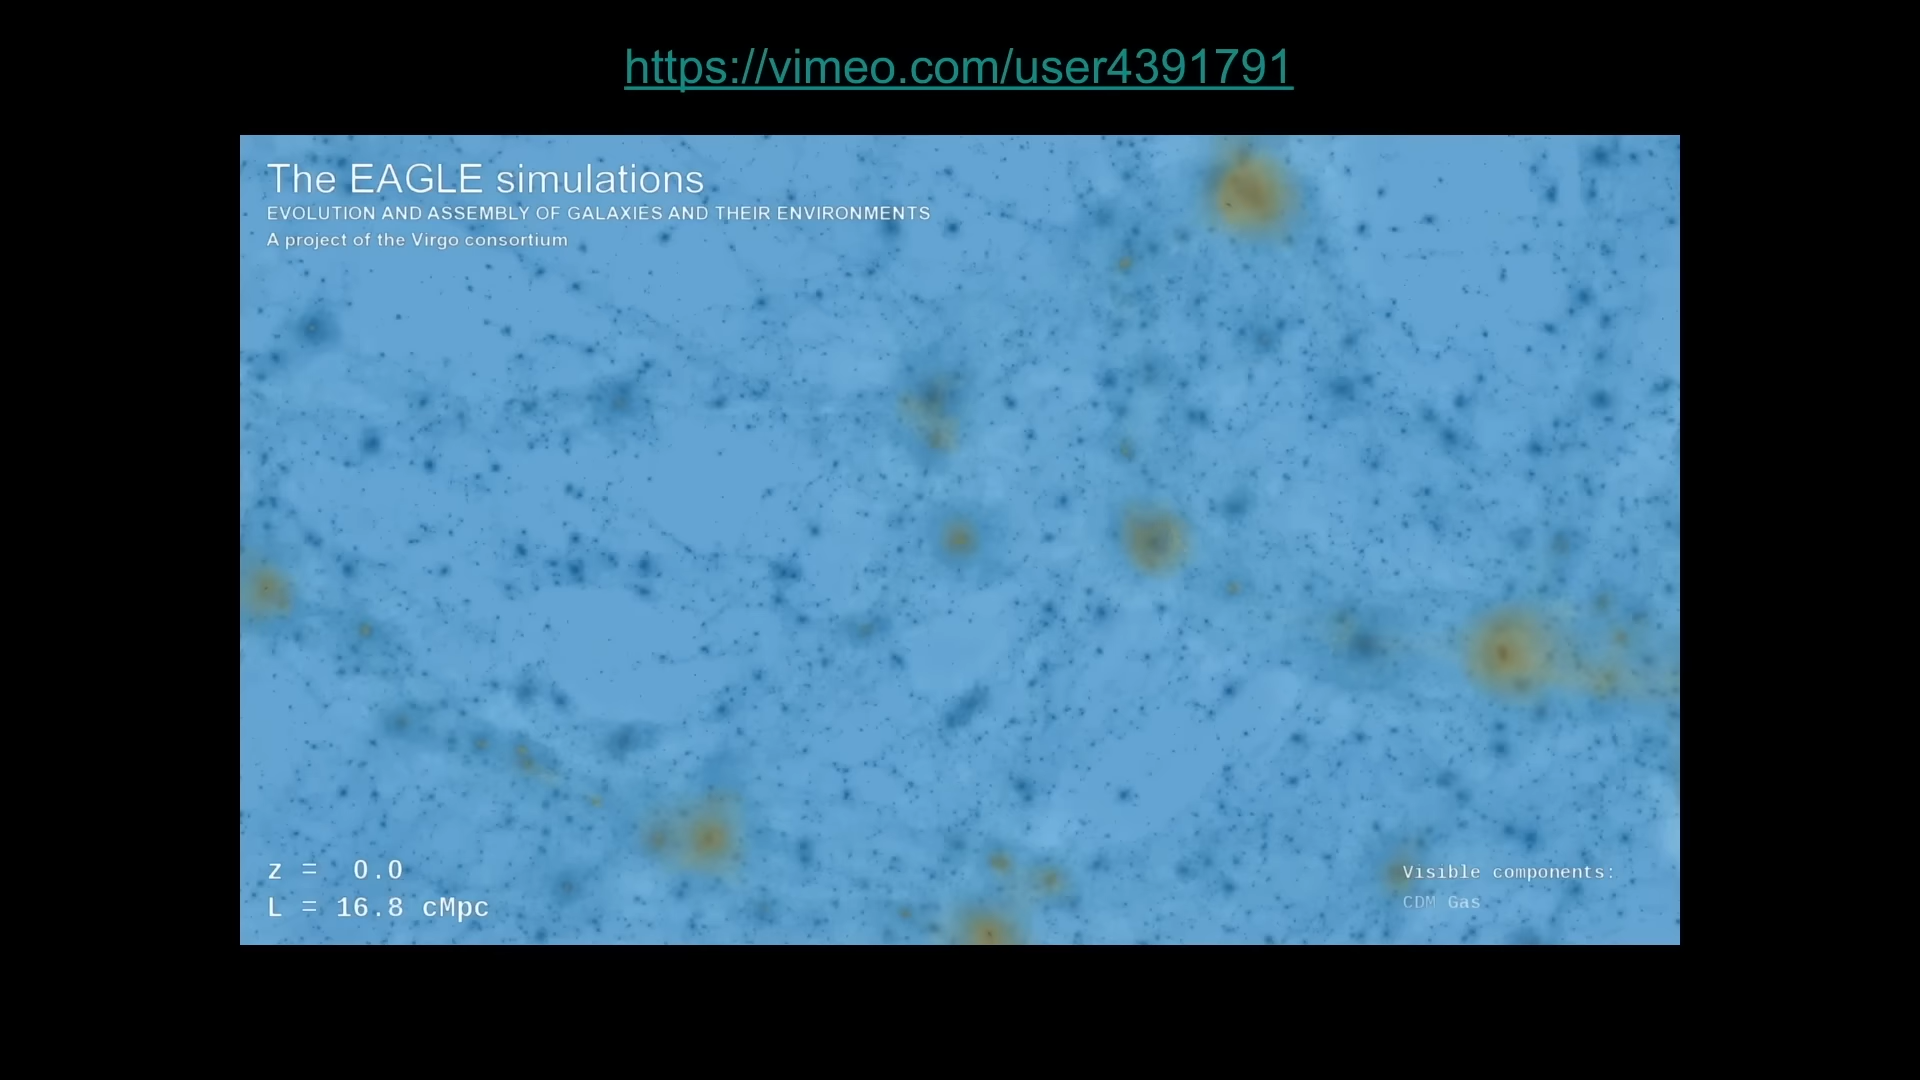 https://vimeo.com/user4391791
The EAGLE simulations
EVOLUTION AND ASSEMBLY OF GALAXIES AND THEIR ENVIRONMENTS
A project of the Virgo consortium
z = 0.0
L = 16.8 cMpc
Visible components:
CDM Gas